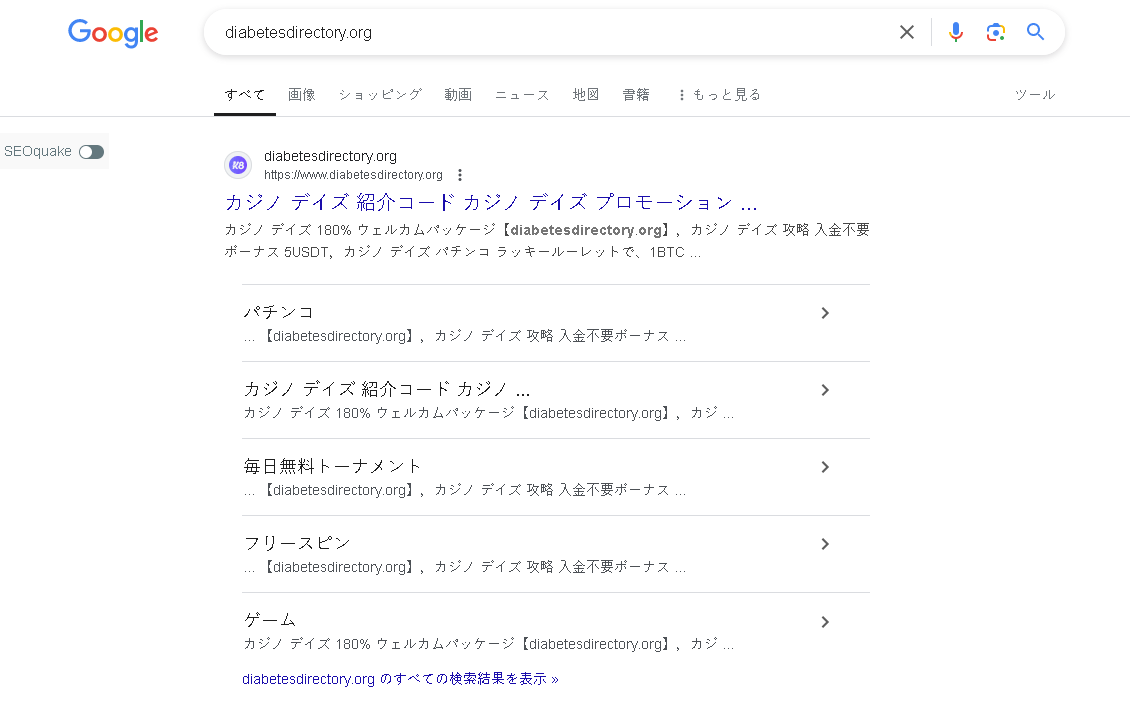 Google
diabetesdirectory.org
すべて 画像 ショッピング 動画 ニュース 地図 書籍 もっと見る ツール
SEOquake
K8
diabetesdirectory.org
https://www.diabetesdirectory.org
カジノ デイズ 紹介コード カジノ デイズ プロモーション ...
カジノ デイズ 180% ウェルカムパッケージ【diabetesdirectory.org】, カジノ デイズ 攻略 入金不要
ボーナス 5USDT, カジノ デイズ パチンコ ラッキールーレットで、1BTC ...
パチンコ
... 【diabetesdirectory.org】, カジノ デイズ 攻略 入金不要ボーナス ...
カジノ デイズ 紹介コード カジノ ...
カジノ デイズ 180% ウェルカムパッケージ【diabetesdirectory.org】, カジ ...
毎日無料トーナメント
... 【diabetesdirectory.org】, カジノ デイズ 攻略 入金不要ボーナス ...
フリースピン
... 【diabetesdirectory.org】, カジノ デイズ 攻略 入金不要ボーナス ...
ゲーム
カジノ デイズ 180% ウェルカムパッケージ【diabetesdirectory.org】, カジ ...
diabetesdirectory.org のすべての検索結果を表示 »